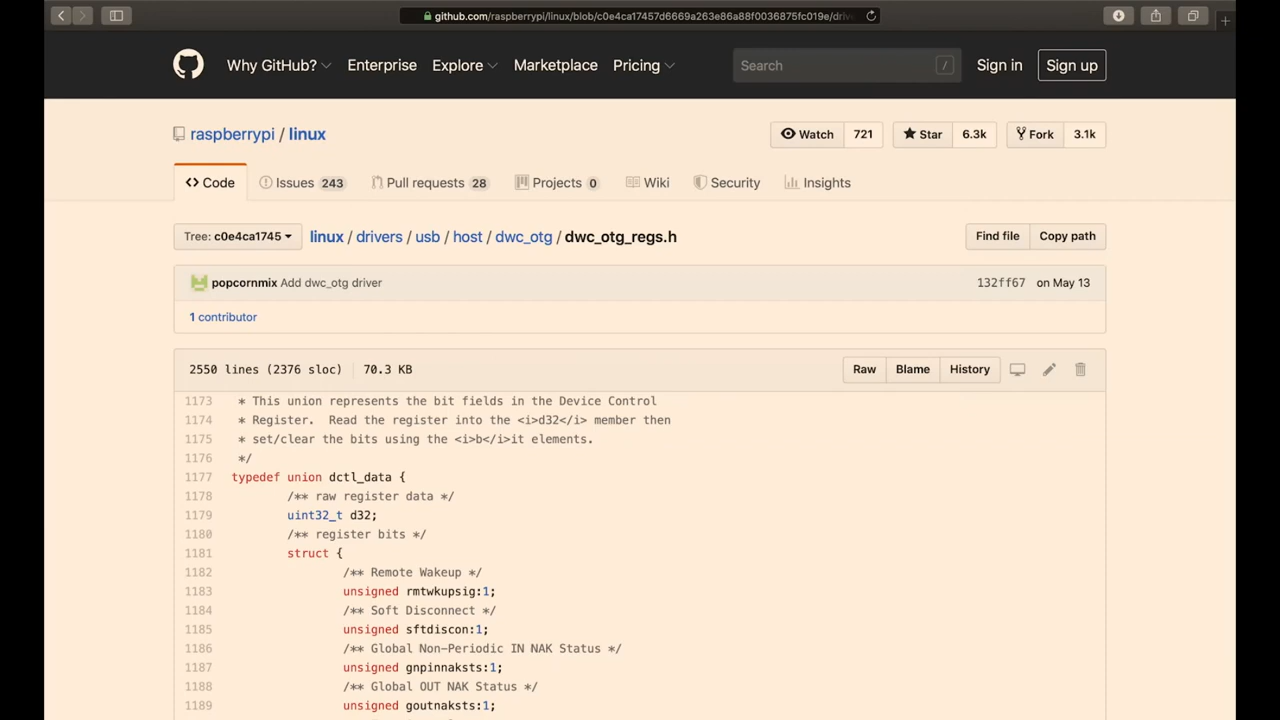 github.com/raspberrypi/linux/blob/c0e4ca17457d6669a263e86a88f0036875fc019e/driv
Why GitHub? Enterprise Explore Marketplace Pricing Search / Sign in Sign up
raspberrypi / linux Watch 721 Star 6.3k Fork 3.1k
<> Code Issues 243 Pull requests 28 Projects 0 Wiki Security Insights
Tree: c0e4ca1745 linux / drivers / usb / host / dwc_otg / dwc_otg_regs.h Find file Copy path
popcornmix Add dwc_otg driver 132ff67 on May 13
1 contributor
2550 lines (2376 sloc) 70.3 KB Raw Blame History
1173 * This union represents the bit fields in the Device Control
1174 * Register.  Read the register into the <i>d32</i> member then
1175 * set/clear the bits using the <i>b</i>it elements.
1176 */
1177 typedef union dctl_data {
1178 /** raw register data */
1179 uint32_t d32;
1180 /** register bits */
1181 struct {
1182 /** Remote Wakeup */
1183 unsigned rmtwkupsig:1;
1184 /** Soft Disconnect */
1185 unsigned sftdiscon:1;
1186 /** Global Non-Periodic IN NAK Status */
1187 unsigned gnpinnaksts:1;
1188 /** Global OUT NAK Status */
1189 unsigned goutnaksts:1;